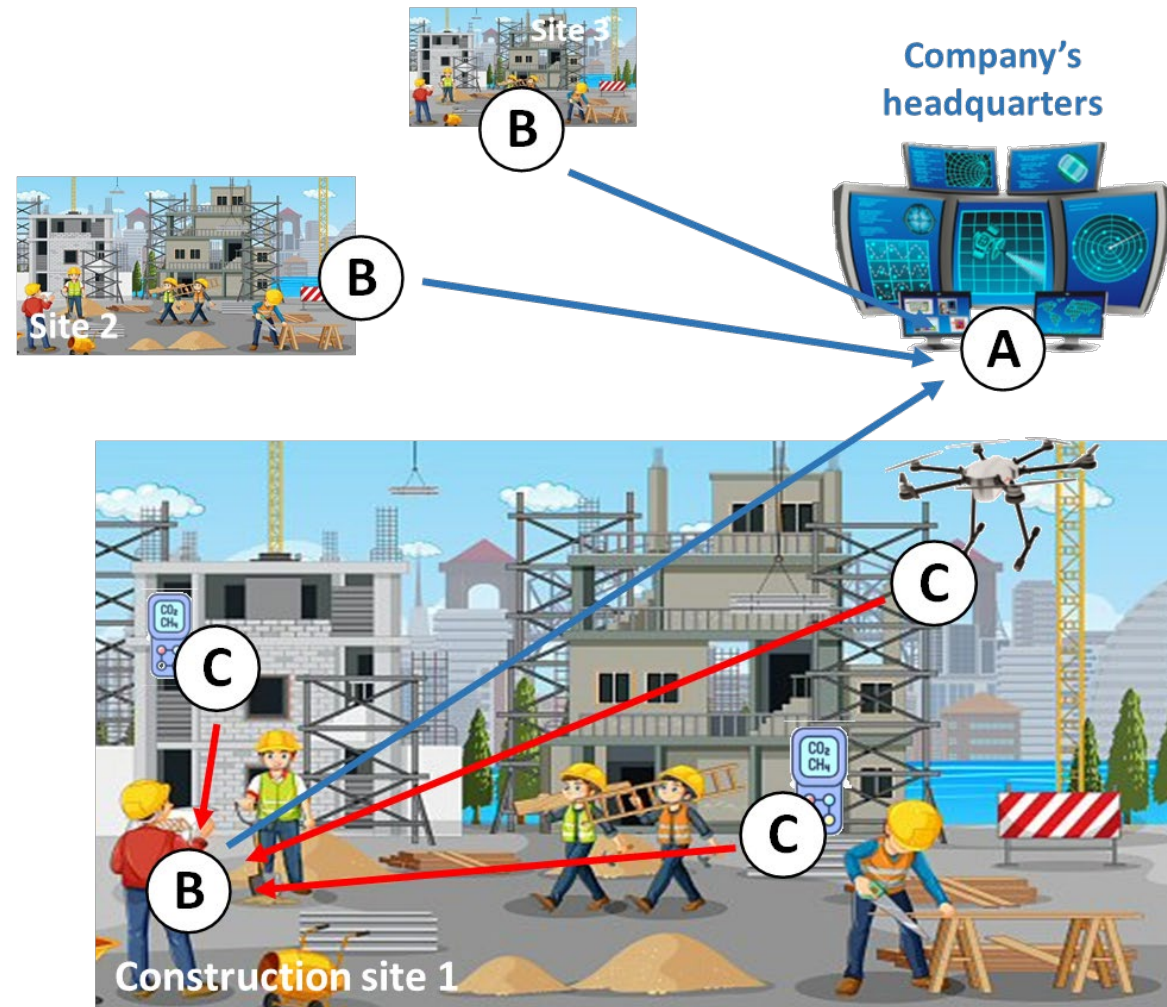 Site 3
B
Company's
headquarters
B
Site 2
A
C
CO₂
CH₄
C
CO₂
CH₄
C
B
Construction site 1